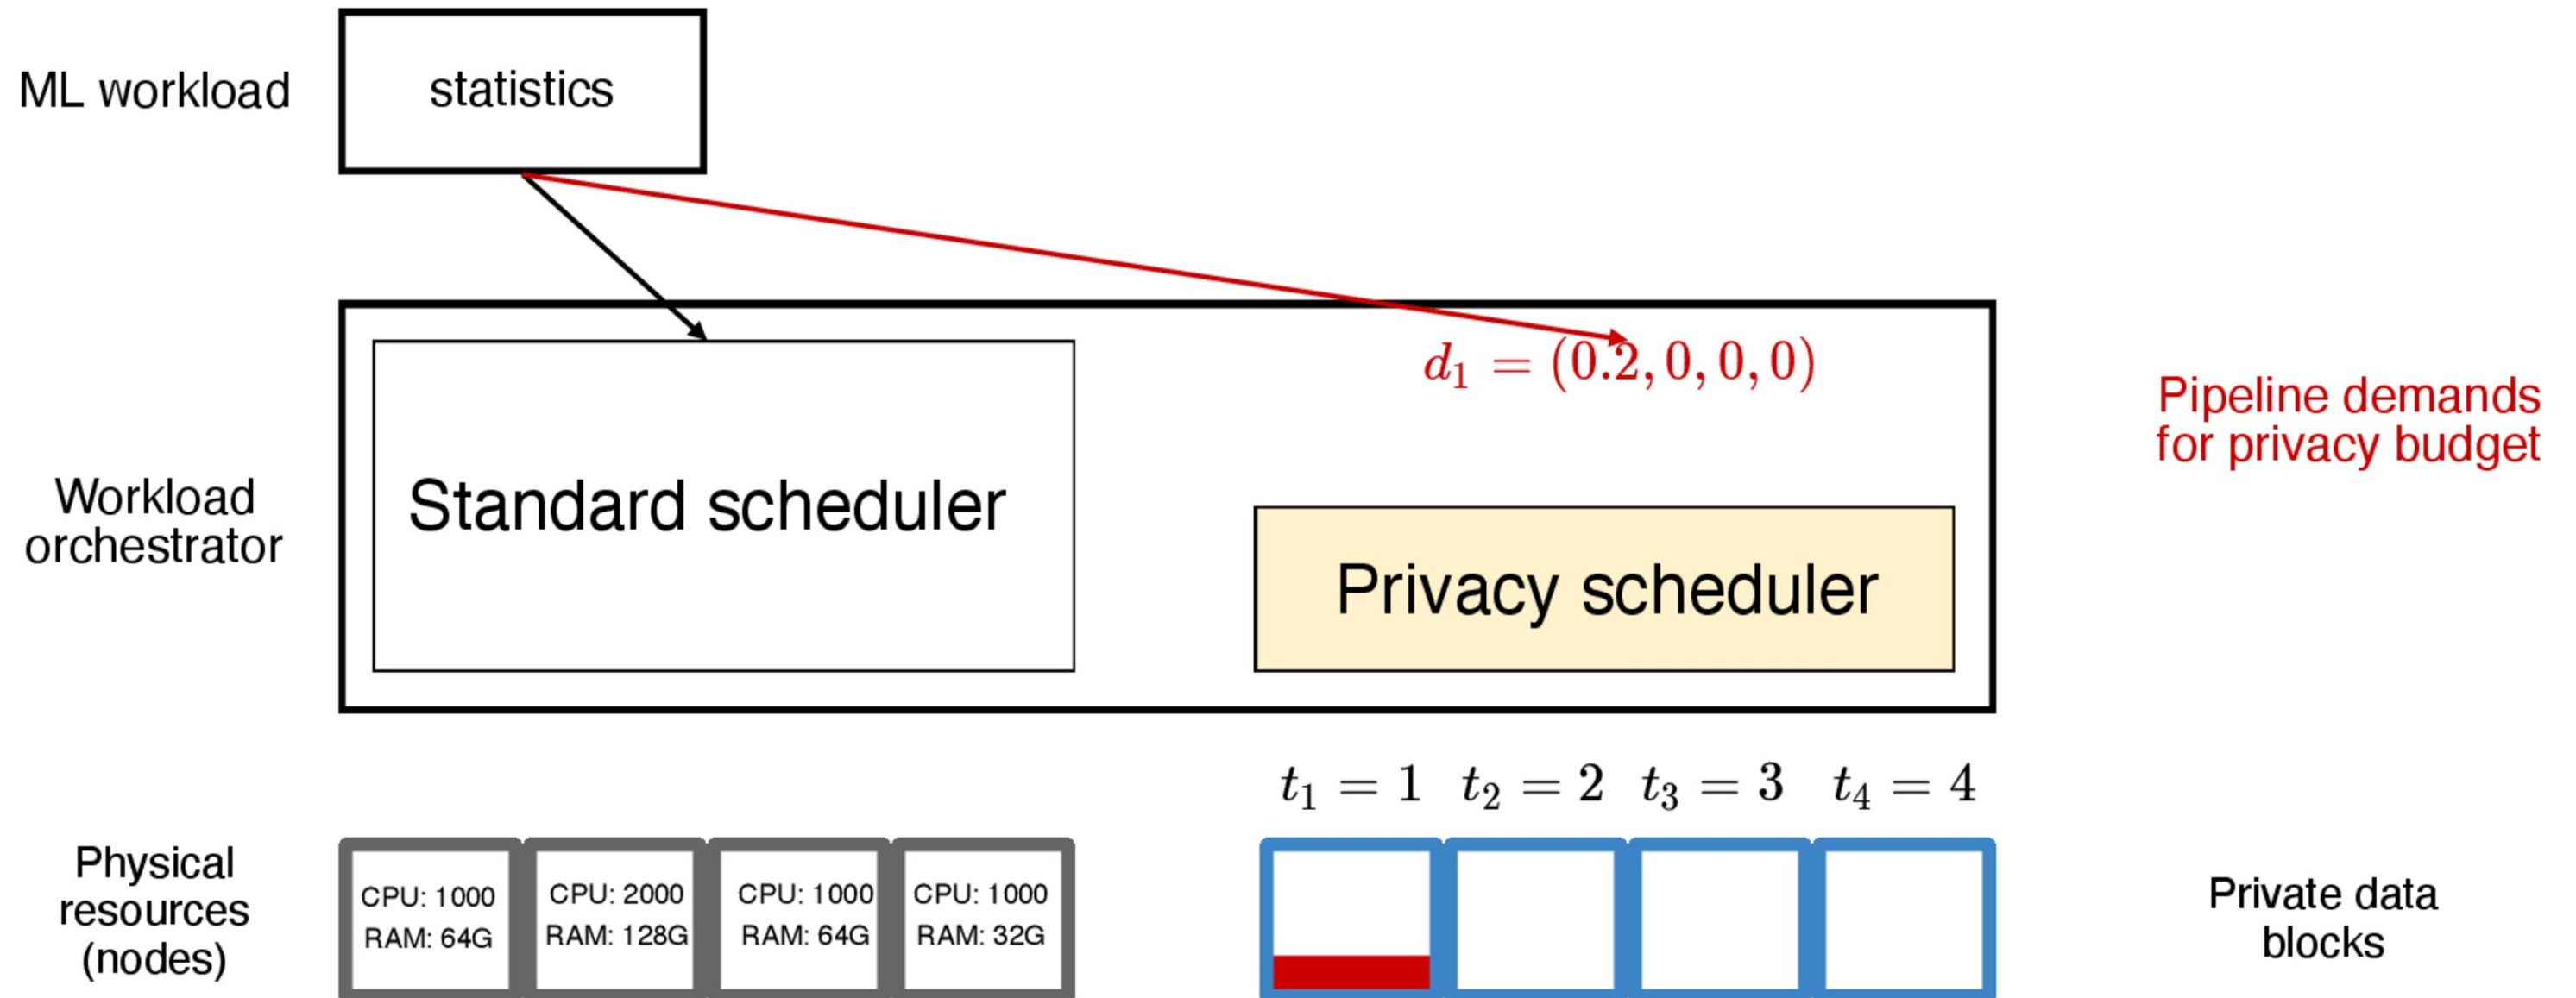 ML workload
statistics
d₁ = (0.2, 0, 0, 0)
Pipeline demands
for privacy budget
Workload
orchestrator
Standard scheduler
Privacy scheduler
t₁ = 1 t₂ = 2 t₃ = 3 t₄ = 4
Physical
resources
(nodes)
CPU: 1000
RAM: 64G
CPU: 2000
RAM: 128G
CPU: 1000
RAM: 64G
CPU: 1000
RAM: 32G
Private data
blocks